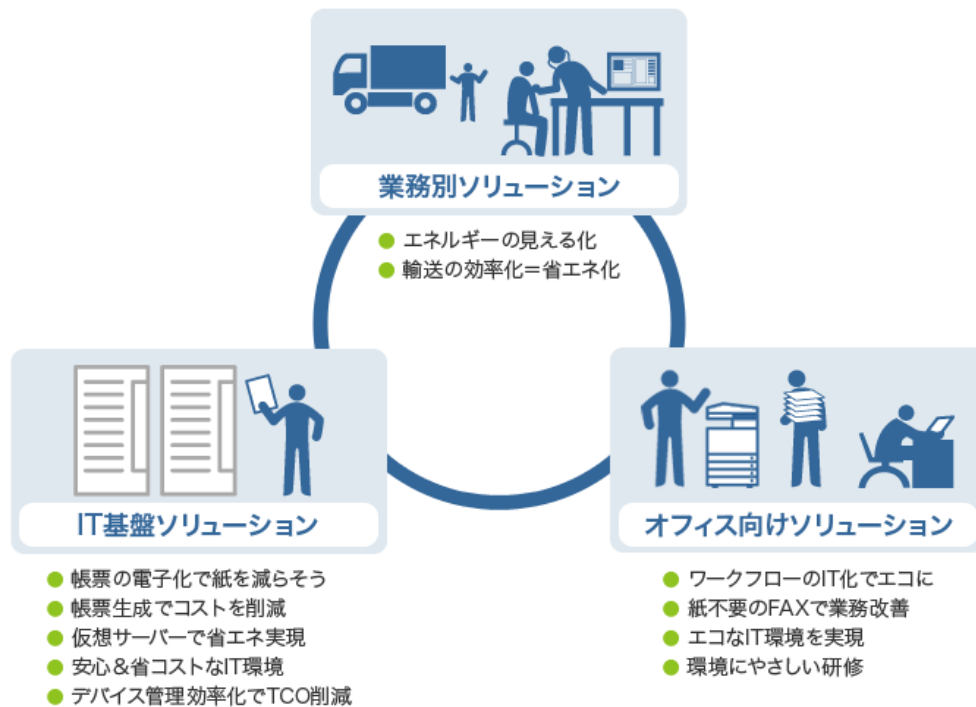 業務別ソリューション
エネルギーの見える化
輸送の効率化＝省エネ化
IT基盤ソリューション
帳票の電子化で紙を減らそう
帳票生成でコストを削減
仮想サーバーで省エネ実現
安心＆省コストなIT環境
デバイス管理効率化でTCO削減
オフィス向けソリューション
ワークフローのIT化でエコに
紙不要のFAXで業務改善
エコなIT環境を実現
環境にやさしい研修